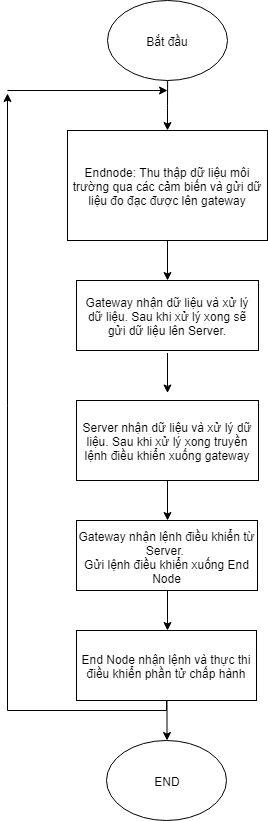 Bắt đầu
Endnode: Thu thập dữ liệu môi
trường qua các cảm biến và gửi dữ
liệu đo đạc được lên gateway
Gateway nhận dữ liệu và xử lý
dữ liệu. Sau khi xử lý xong sẽ
gửi dữ liệu lên Server.
Server nhận dữ liệu và xử lý dữ
liệu. Sau khi xử lý xong truyền
lệnh điều khiển xuống gateway
Gateway nhận lệnh điều khiển từ
Server.
Gửi lệnh điều khiển xuống End
Node
End Node nhận lệnh và thực thi
điều khiển phần tử chấp hành
END